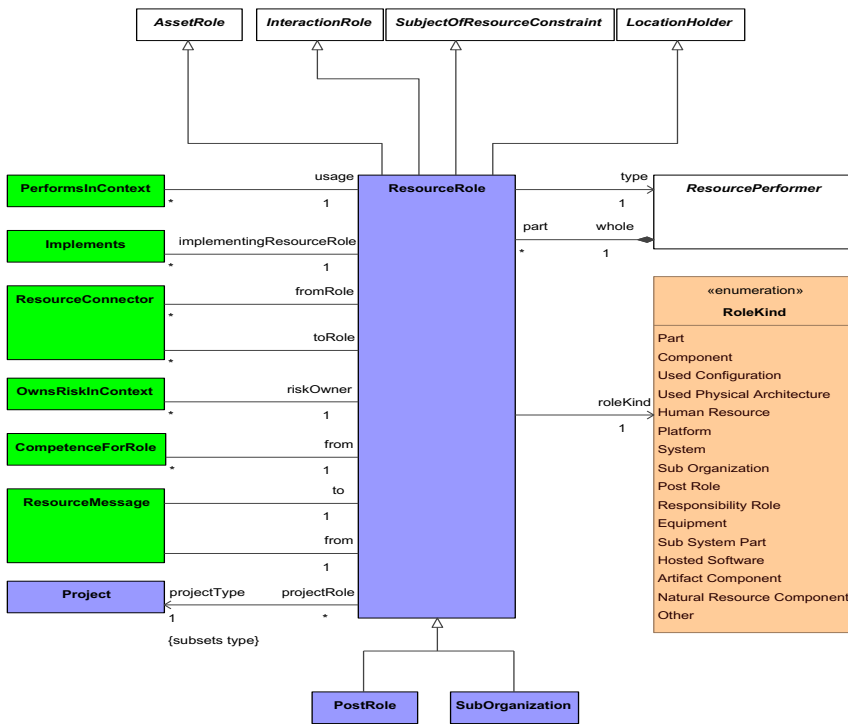 AssetRole
InteractionRole
SubjectOfResourceConstraint
LocationHolder
PerformsInContext
*
usage
1
ResourceRole
type
1
ResourcePerformer
part
*
whole
1
Implements
*
implementingResourceRole
1
ResourceConnector
*
fromRole
*
toRole
«enumeration»
RoleKind
Part
Component
Used Configuration
Used Physical Architecture
Human Resource
Platform
System
Sub Organization
Post Role
Responsibility Role
Equipment
Sub System Part
Hosted Software
Artifact Component
Natural Resource Component
Other
roleKind
1
OwnsRiskInContext
*
riskOwner
1
CompetenceForRole
*
from
1
ResourceMessage
to
1
from
1
Project
projectType
1
{subsets type}
projectRole
*
PostRole
SubOrganization